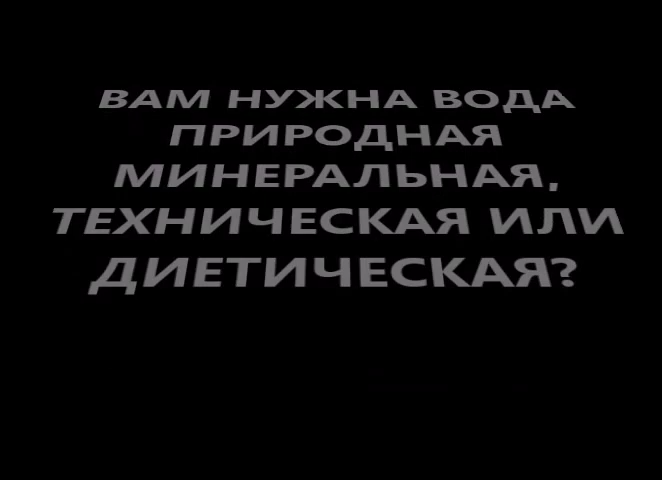 ВАМ НУЖНА ВОДА
ПРИРОДНАЯ
МИНЕРАЛЬНАЯ,
ТЕХНИЧЕСКАЯ ИЛИ
ДИЕТИЧЕСКАЯ?